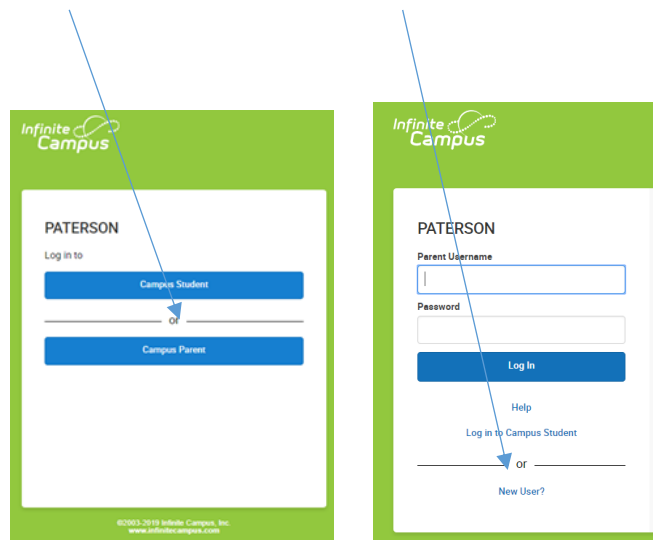 Infinite
Campus
PATERSON
Log in to
Campus Student
or
Campus Parent
©2003-2019 Infinite Campus, Inc.
www.infinitecampus.com
Infinite
Campus
PATERSON
Parent Username
Password
Log In
Help
Log in to Campus Student
or
New User?